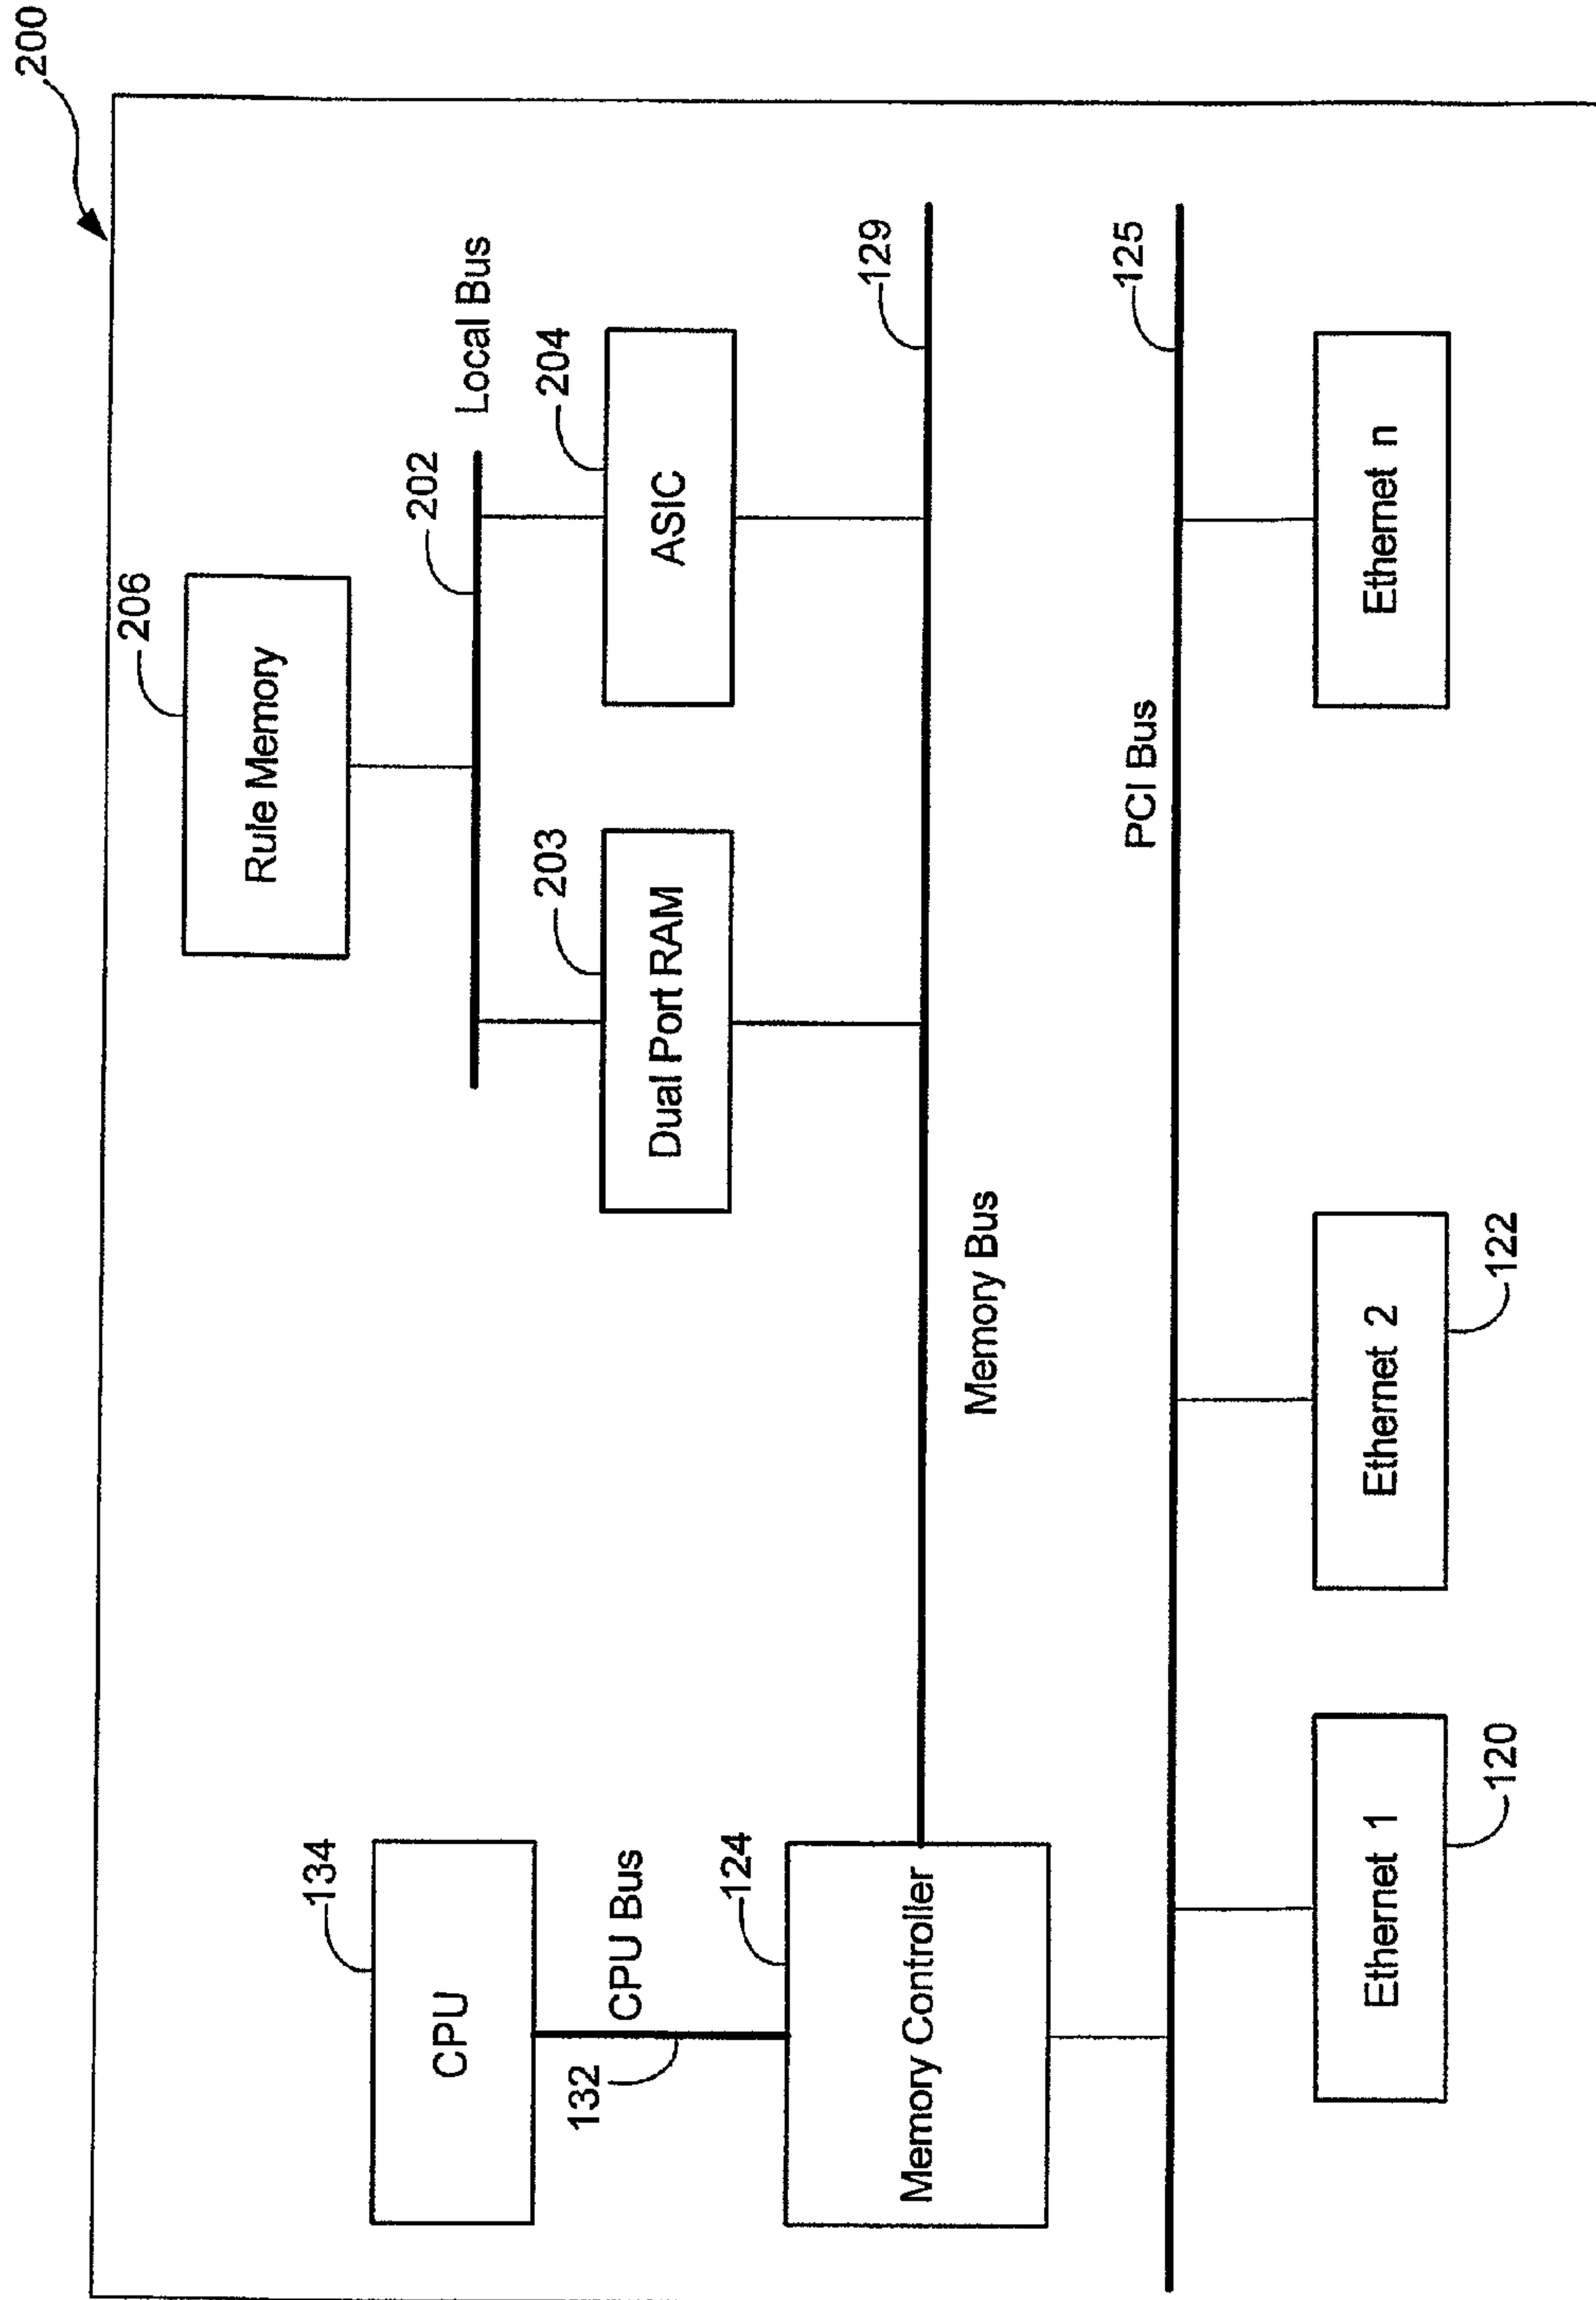 200
206
Rule Memory
202
Local Bus
134
CPU
203
Dual Port RAM
204
ASIC
132
CPU Bus
124
Memory Controller
129
Memory Bus
PCI Bus
125
Ethernet 1
120
Ethernet 2
122
Ethernet n